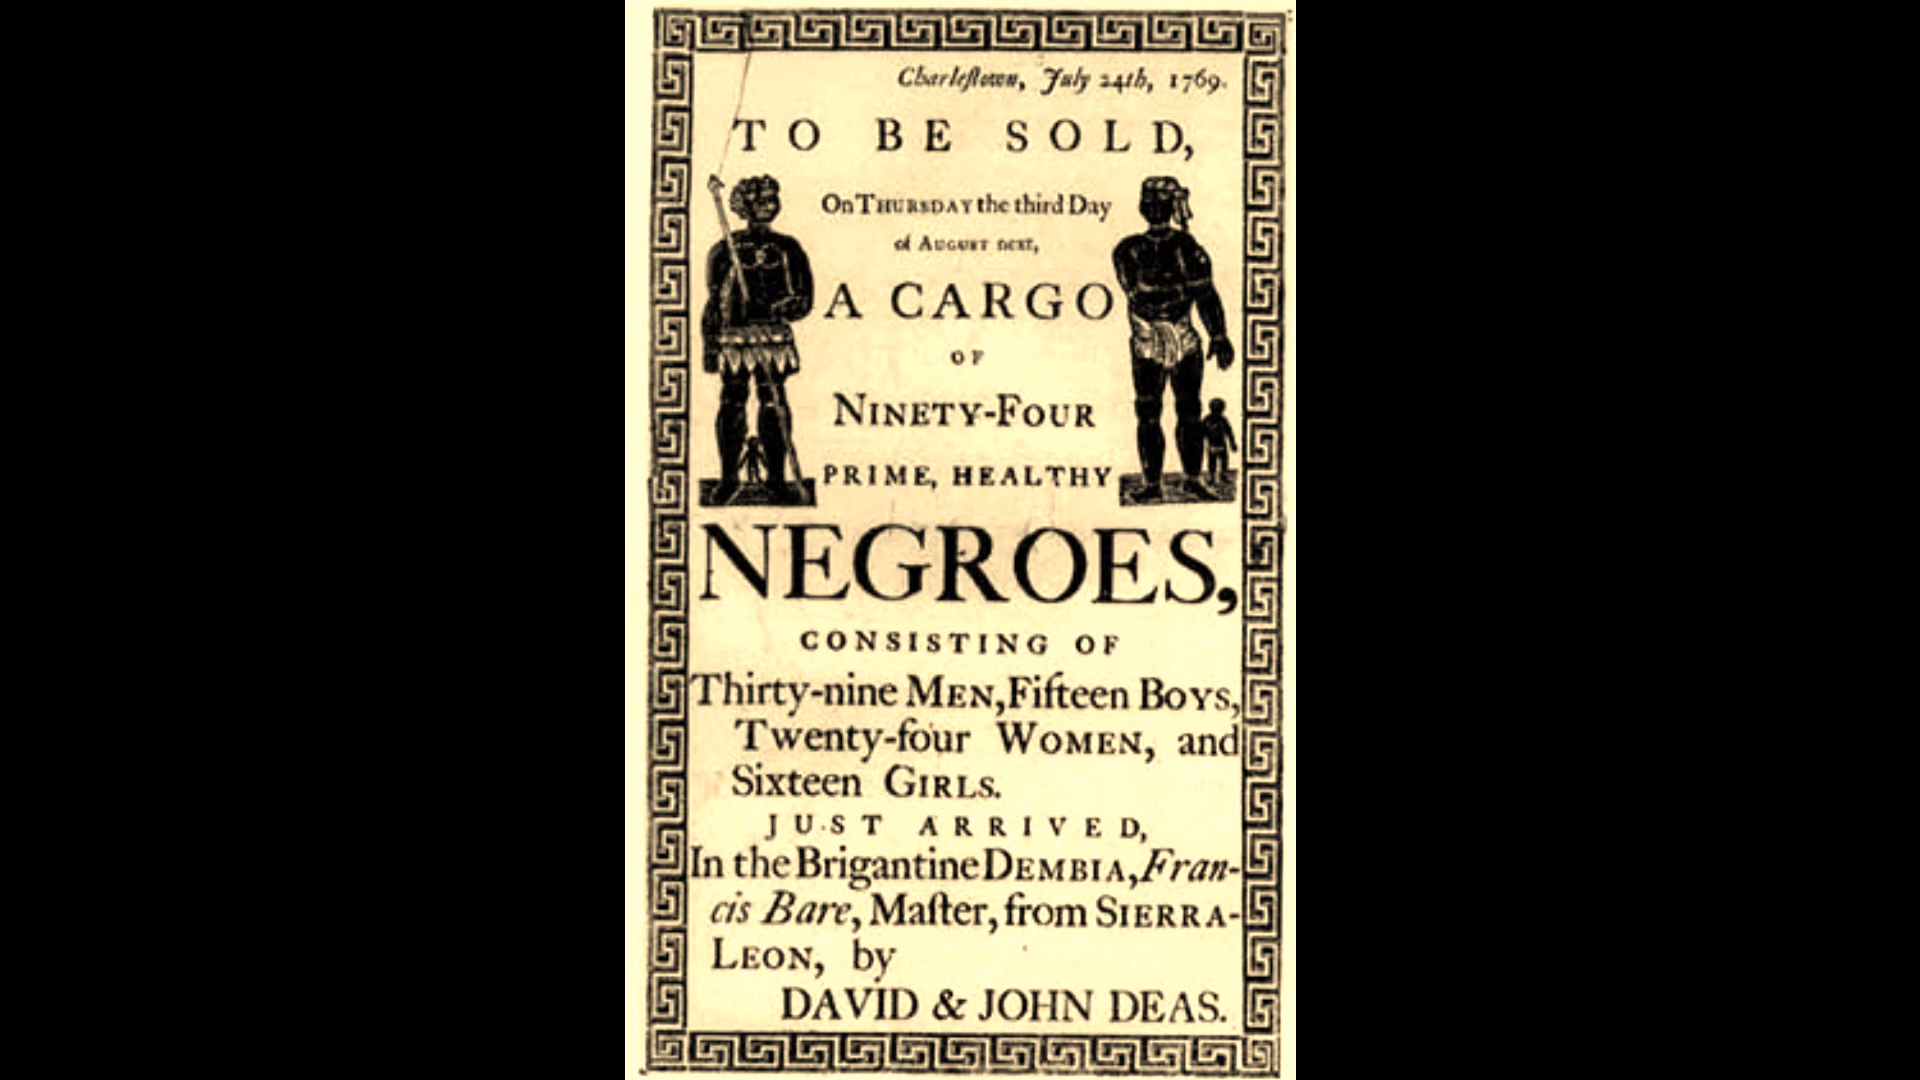 Charleſtown, July 24th, 1769.
TO BE SOLD,
On THURSDAY the third Day
of AUGUST next,
A CARGO
OF
NINETY-FOUR
PRIME, HEALTHY
NEGROES,
CONSISTING OF
Thirty-nine MEN, Fifteen BOYS,
Twenty-four WOMEN, and
Sixteen GIRLS.
JUST ARRIVED,
In the Brigantine DEMBIA, Fran-
cis Bare, Maſter, from SIERRA-
LEON, by
DAVID & JOHN DEAS.